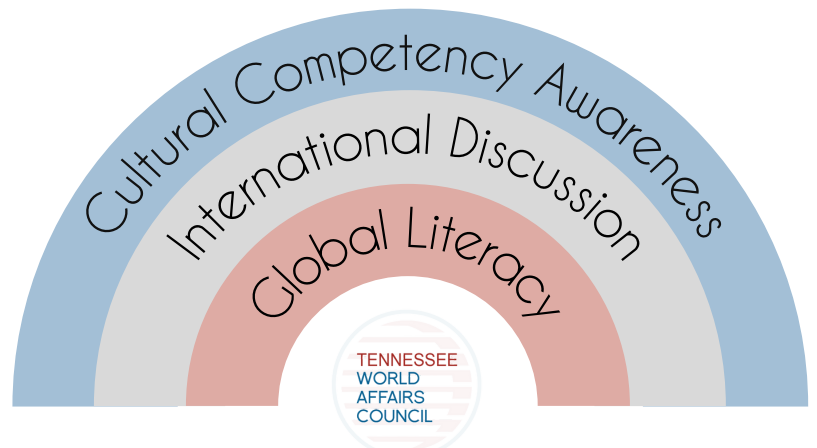 Cultural Competency Awareness
International Discussion
Global Literacy
TENNESSEE
WORLD
AFFAIRS
COUNCIL